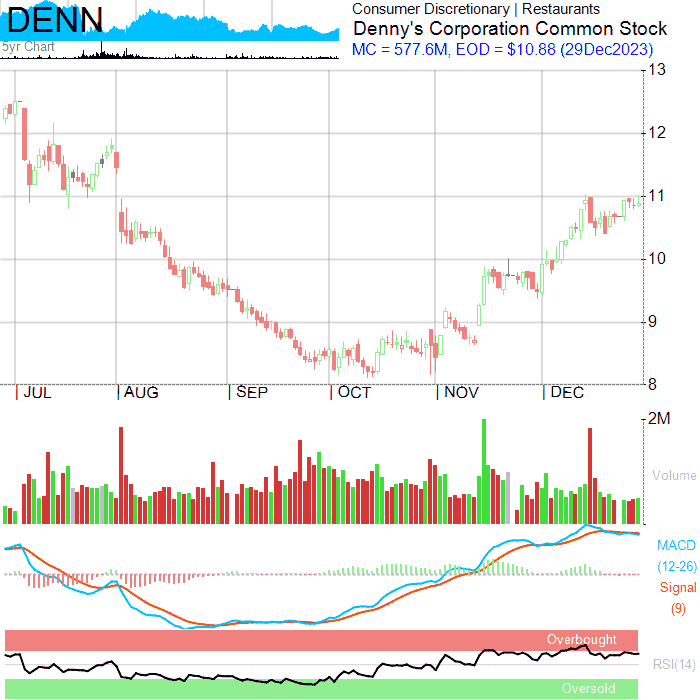 DENN
5yr Chart
Consumer Discretionary | Restaurants
Denny's Corporation Common Stock
MC = 577.6M, EOD = $10.88 (29Dec2023)
13
12
11
10
9
8
JUL AUG SEP OCT NOV DEC
2M
Volume
MACD
(12-26)
Signal
(9)
Overbought
RSI(14)
Oversold